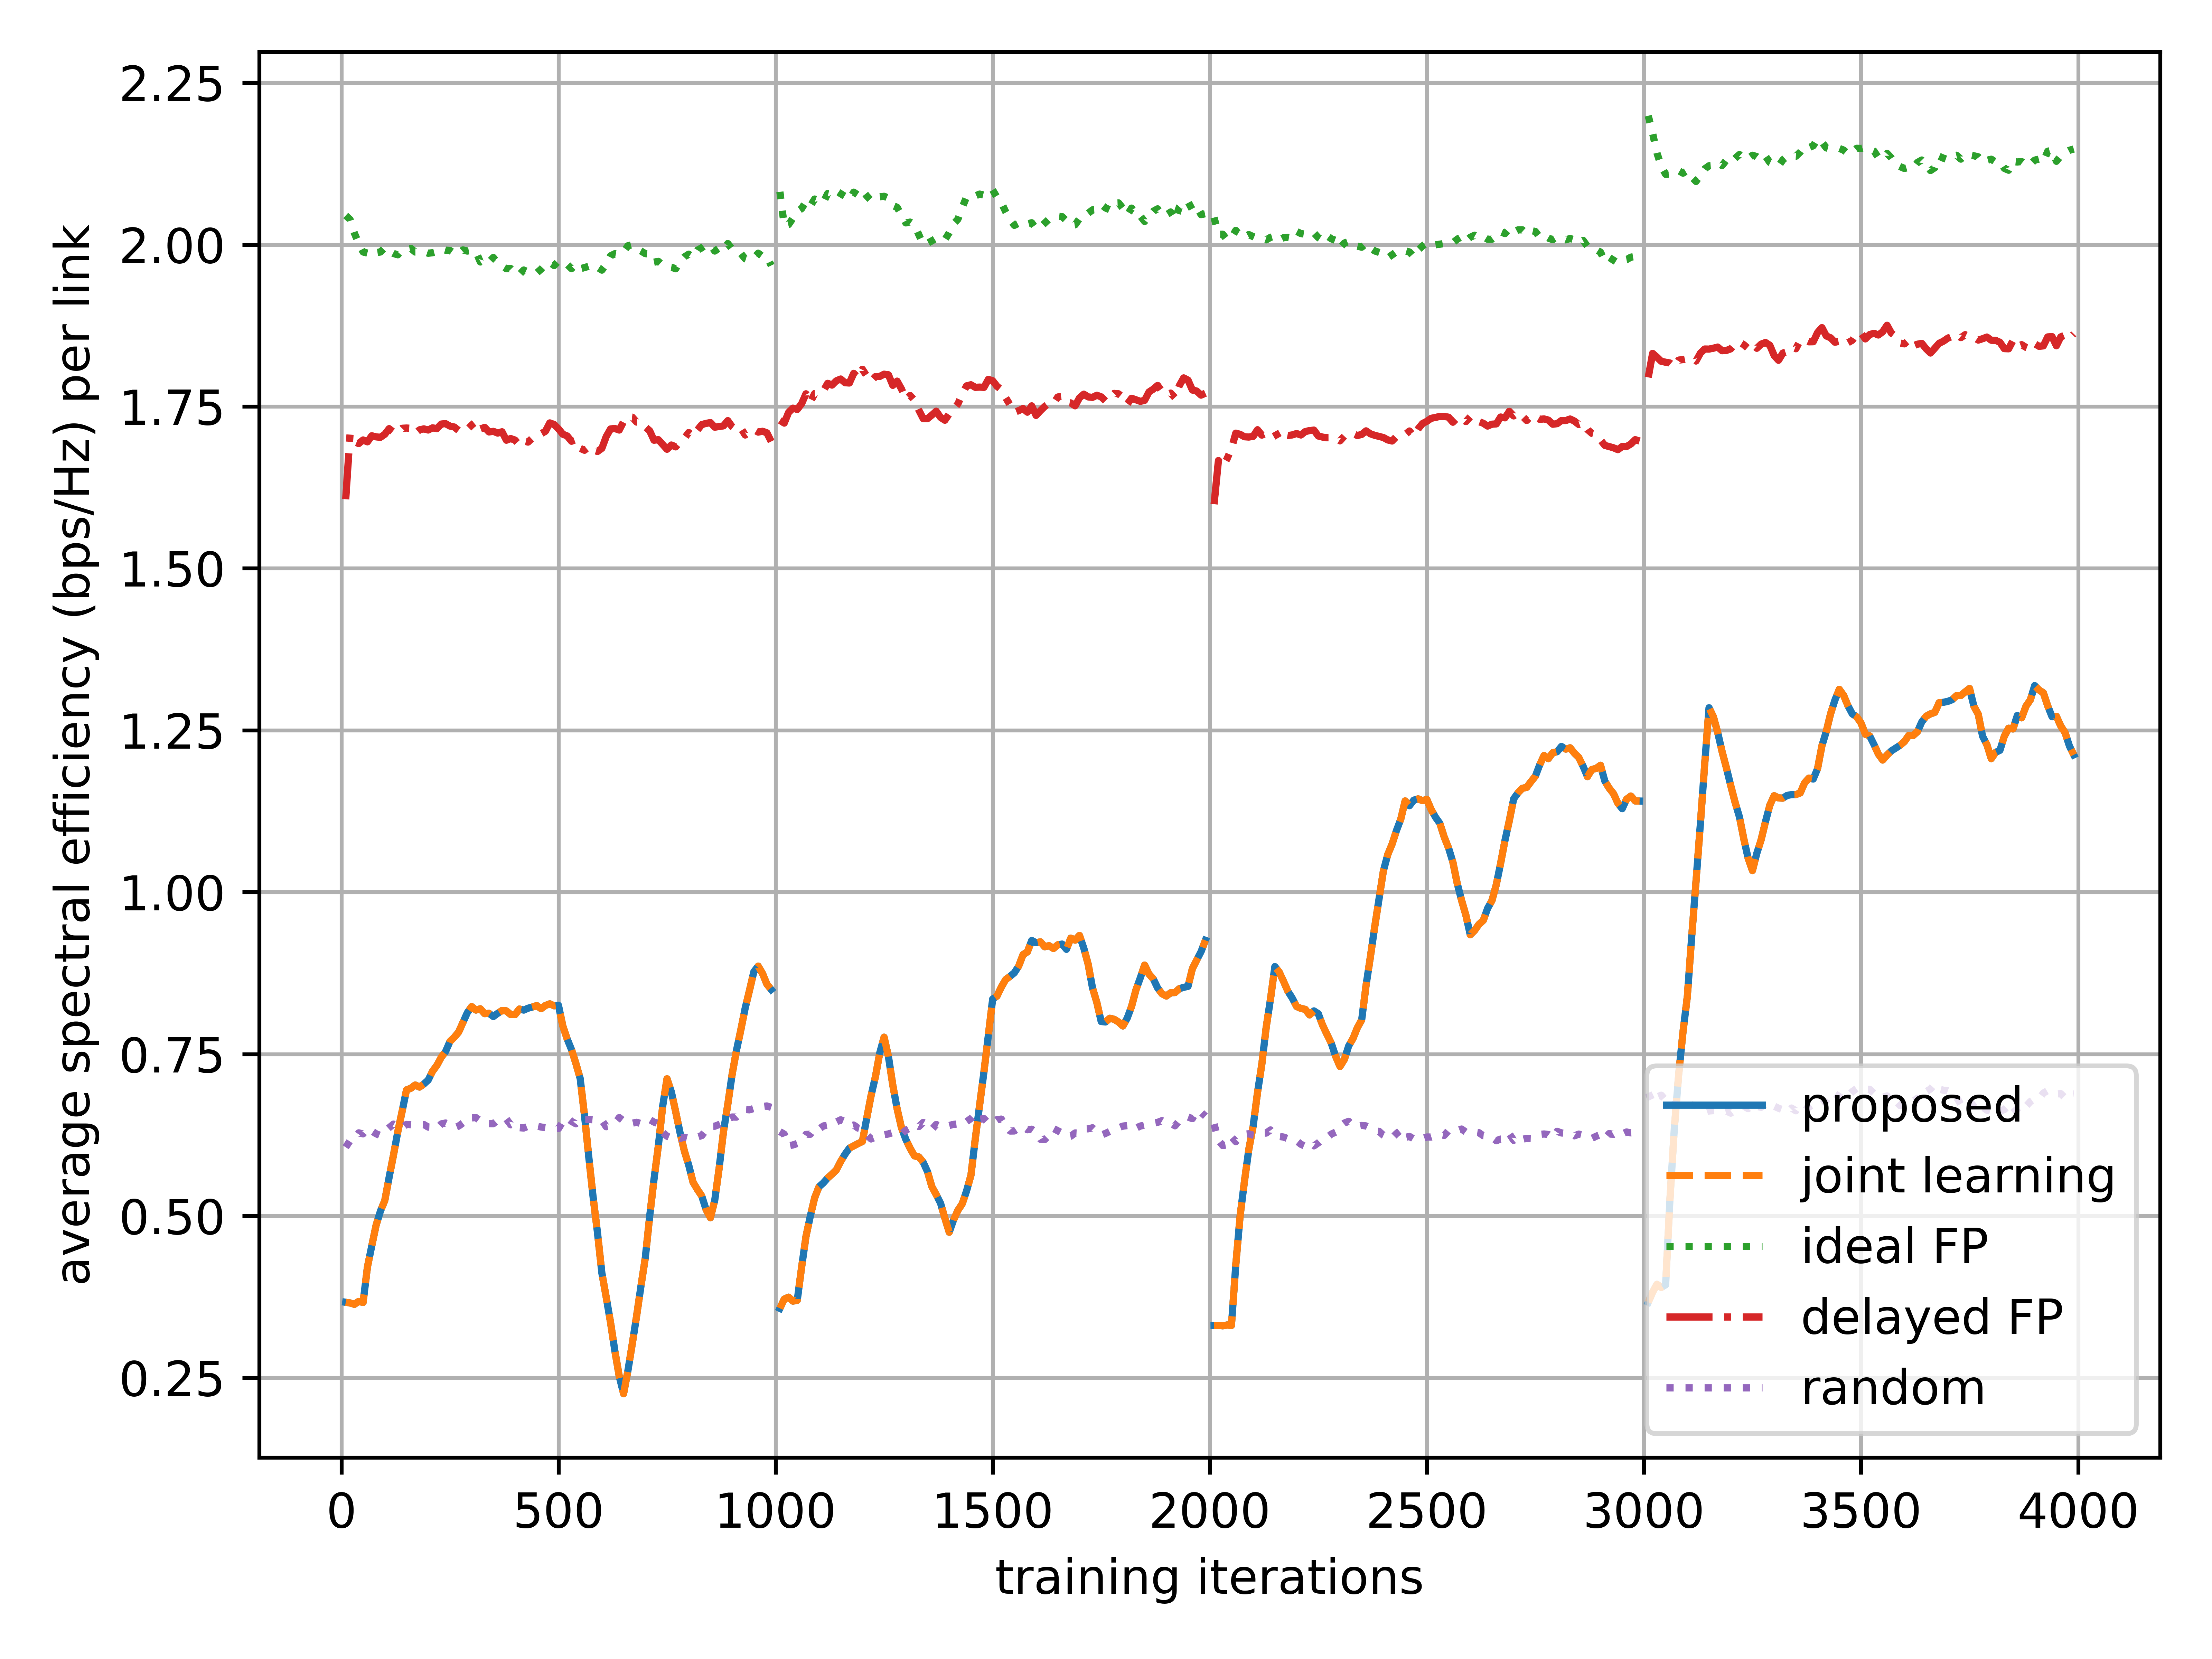 average spectral efficiency (bps/Hz) per link
2.25
2.00
1.75
1.50
1.25
1.00
0.75
0.50
0.25
proposed
joint learning
ideal FP
delayed FP
random
0 500 1000 1500 2000 2500 3000 3500 4000
training iterations